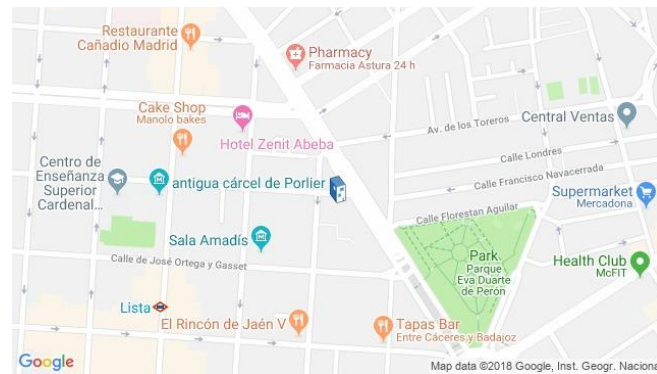 Restaurante
Cañadio Madrid
Pharmacy
Farmacia Astura 24 h
Cake Shop
Manolo bakes
Hotel Zenit Abeba
Av. de los Toreros
Central Ventas
Calle Londres
Centro de
Enseñanza
Superior
Cardenal...
antigua cárcel de Porlier
Calle Francisco Navacerrada
Supermarket
Mercadona
Calle Florestan Aguilar
Sala Amadís
Park
Parque
Eva Duarte
de Perón
Health Club
McFIT
Calle de José Ortega y Gasset
Lista
El Rincón de Jaén V
Tapas Bar
Entre Cáceres y Badajoz
Google
Map data ©2018 Google, Inst. Geogr. Naciona